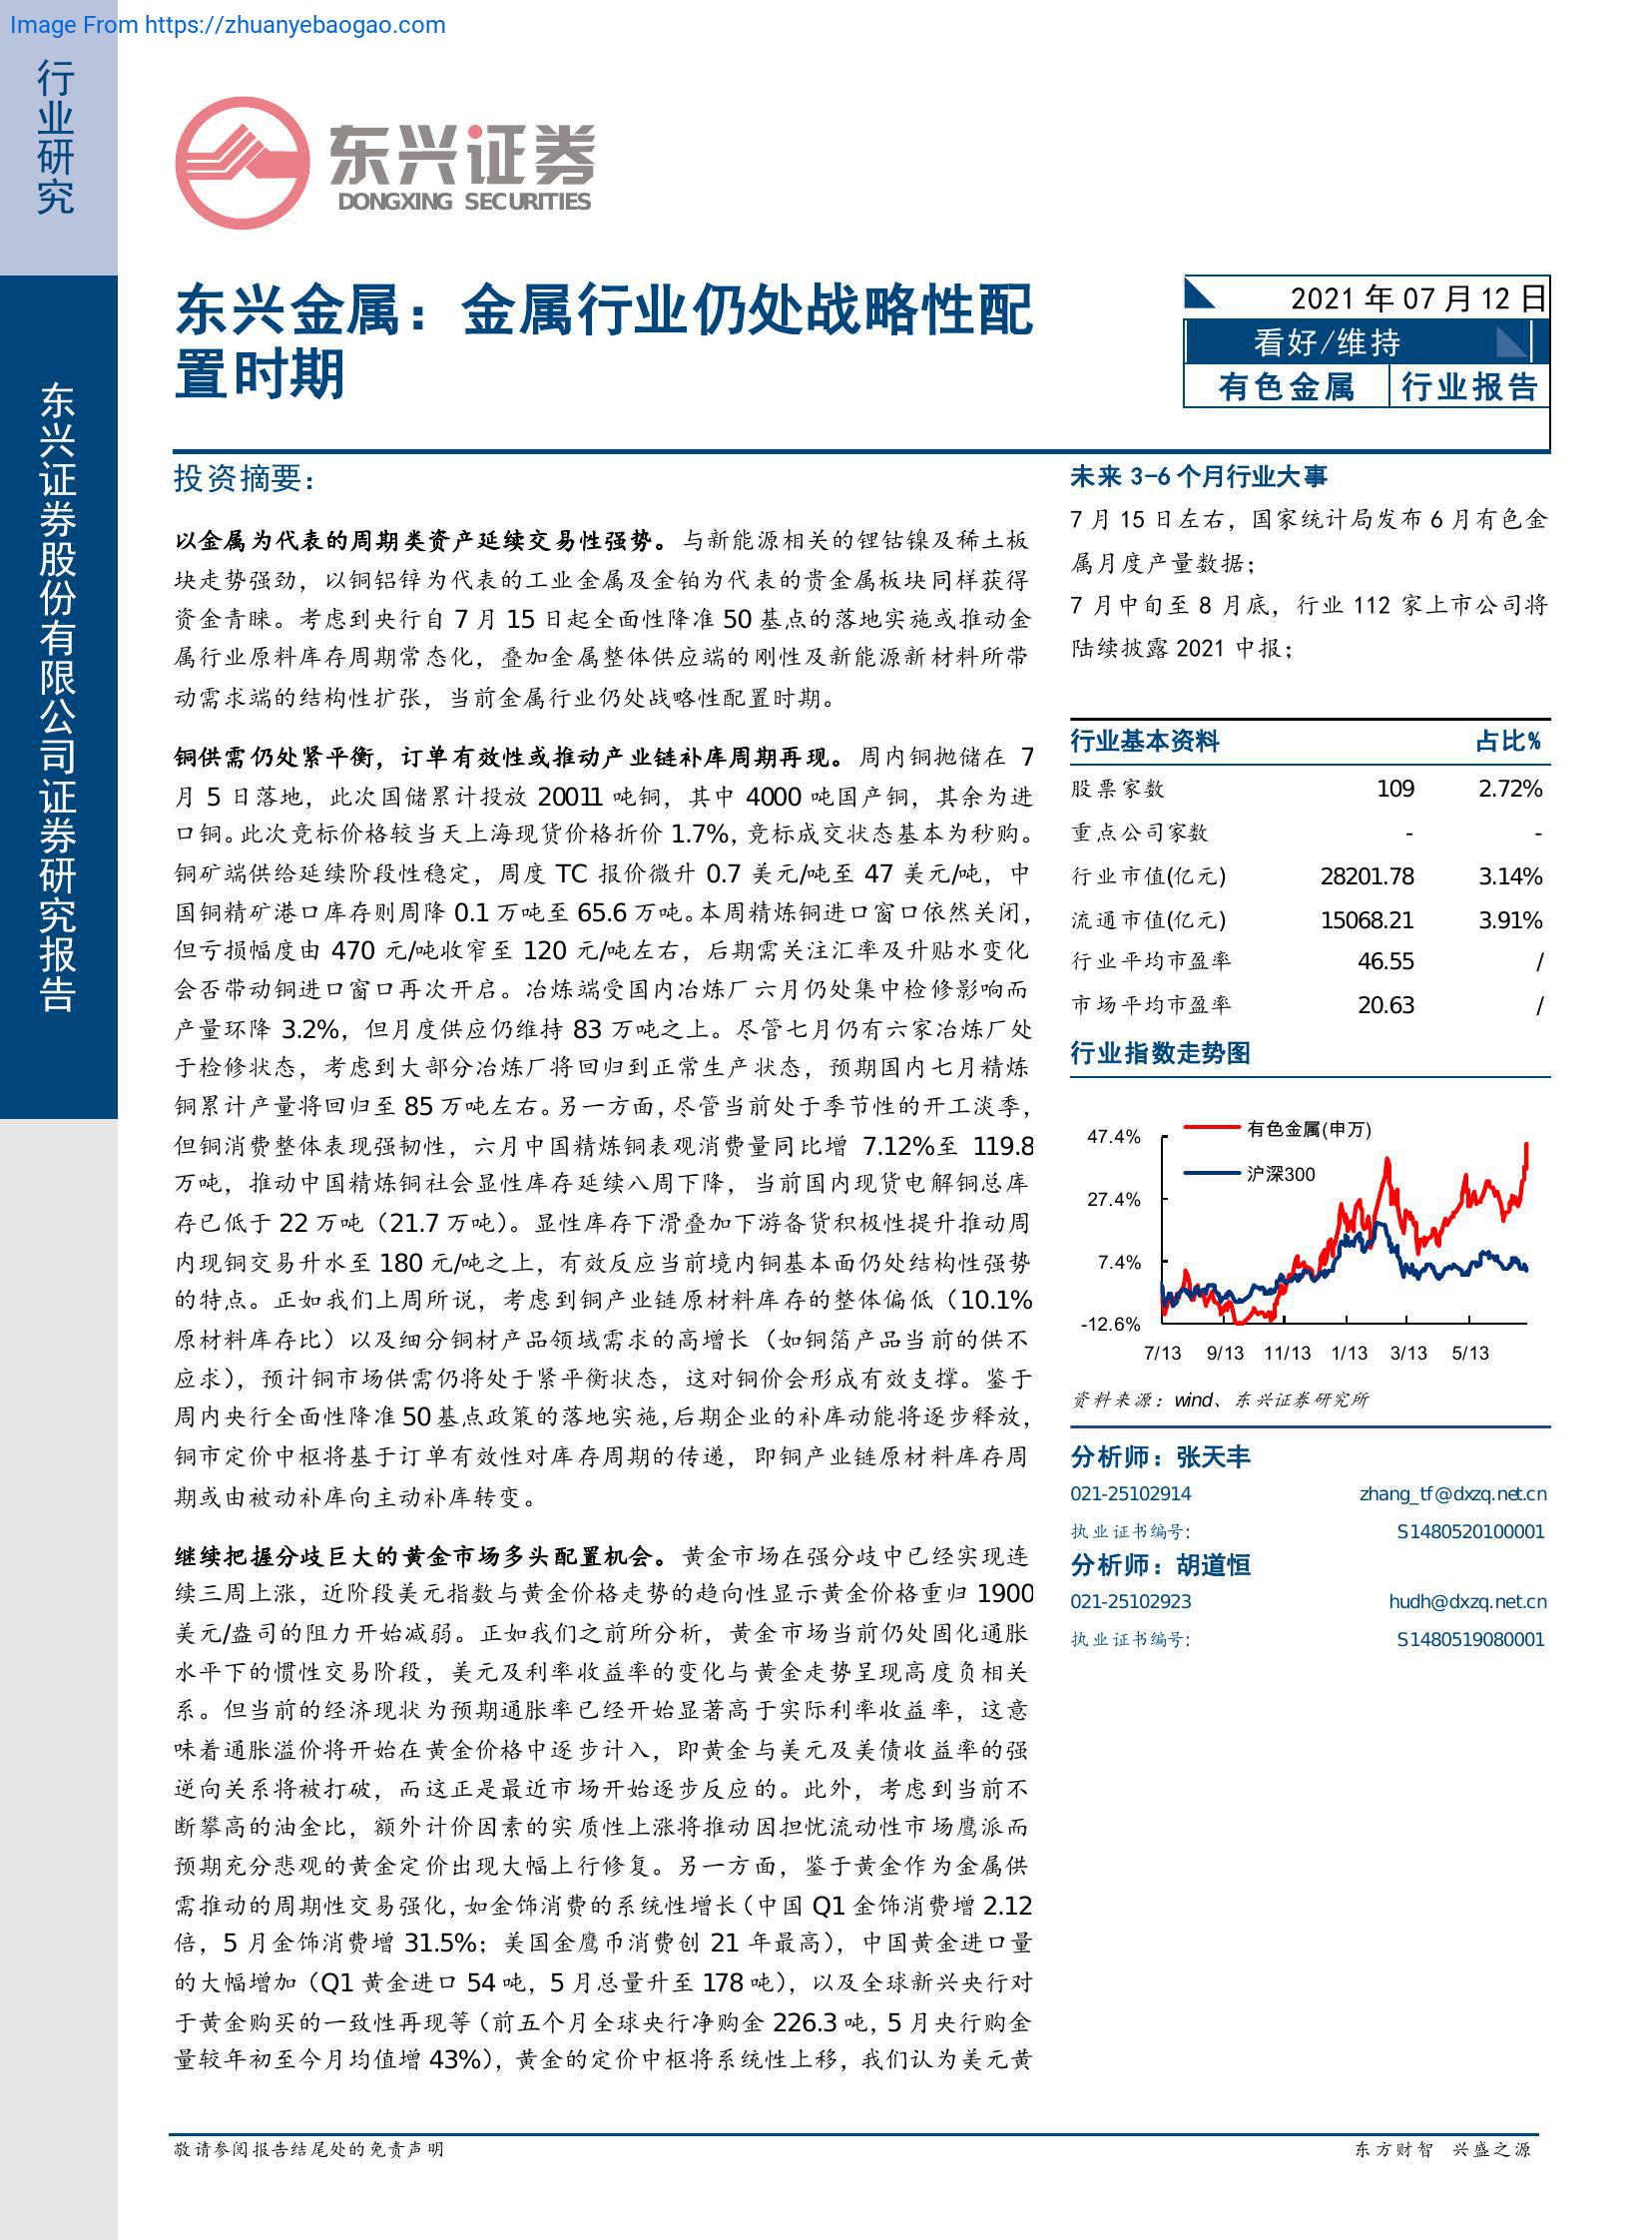 Image From https://zhuanyebaogao.com
行业研究
东兴证券股份有限公司证券研究报告
东兴证券
DONGXING SECURITIES
东兴金属：金属行业仍处战略性配
置时期
2021 年 07 月 12 日
看好/维持
有色金属 行业报告
投资摘要：
以金属为代表的周期类资产延续交易性强势。与新能源相关的锂钴镍及稀土板
块走势强劲，以铜铝锌为代表的工业金属及金铂为代表的贵金属板块同样获得
资金青睐。考虑到央行自 7 月 15 日起全面性降准 50 基点的落地实施或推动金
属行业原料库存周期常态化，叠加金属整体供应端的刚性及新能源新材料所带
动需求端的结构性扩张，当前金属行业仍处战略性配置时期。
铜供需仍处紧平衡，订单有效性或推动产业链补库周期再现。周内铜抛储在 7
月 5 日落地，此次国储累计投放 20011 吨铜，其中 4000 吨国产铜，其余为进
口铜。此次竞标价格较当天上海现货价格折价 1.7%，竞标成交状态基本为秒购。
铜矿端供给延续阶段性稳定，周度 TC 报价微升 0.7 美元/吨至 47 美元/吨，中
国铜精矿港口库存则周降 0.1 万吨至 65.6 万吨。本周精炼铜进口窗口依然关闭，
但亏损幅度由 470 元/吨收窄至 120 元/吨左右，后期需关注汇率及升贴水变化
会否带动铜进口窗口再次开启。冶炼端受国内冶炼厂六月仍处集中检修影响而
产量环降 3.2%，但月度供应仍维持 83 万吨之上。尽管七月仍有六家冶炼厂处
于检修状态，考虑到大部分冶炼厂将回归到正常生产状态，预期国内七月精炼
铜累计产量将回归至 85 万吨左右。另一方面，尽管当前处于季节性的开工淡季，
但铜消费整体表现强韧性，六月中国精炼铜表观消费量同比增 7.12%至 119.8
万吨，推动中国精炼铜社会显性库存延续八周下降，当前国内现货电解铜总库
存已低于 22 万吨（21.7 万吨）。显性库存下滑叠加下游备货积极性提升推动周
内现铜交易升水至 180 元/吨之上，有效反应当前境内铜基本面仍处结构性强势
的特点。正如我们上周所说，考虑到铜产业链原材料库存的整体偏低（10.1%
原材料库存比）以及细分铜材产品领域需求的高增长（如铜箔产品当前的供不
应求），预计铜市场供需仍将处于紧平衡状态，这对铜价会形成有效支撑。鉴于
周内央行全面性降准 50 基点政策的落地实施，后期企业的补库动能将逐步释放，
铜市定价中枢将基于订单有效性对库存周期的传递，即铜产业链原材料库存周
期或由被动补库向主动补库转变。
继续把握分歧巨大的黄金市场多头配置机会。黄金市场在强分歧中已经实现连
续三周上涨，近阶段美元指数与黄金价格走势的趋向性显示黄金价格重归 1900
美元/盎司的阻力开始减弱。正如我们之前所分析，黄金市场当前仍处固化通胀
水平下的惯性交易阶段，美元及利率收益率的变化与黄金走势呈现高度负相关
系。但当前的经济现状为预期通胀率已经开始显著高于实际利率收益率，这意
味着通胀溢价将开始在黄金价格中逐步计入，即黄金与美元及美债收益率的强
逆向关系将被打破，而这正是最近市场开始逐步反应的。此外，考虑到当前不
断攀高的油金比，额外计价因素的实质性上涨将推动因担忧流动性市场鹰派而
预期充分悲观的黄金定价出现大幅上行修复。另一方面，鉴于黄金作为金属供
需推动的周期性交易强化，如金饰消费的系统性增长（中国 Q1 金饰消费增 2.12
倍，5 月金饰消费增 31.5%；美国金鹰币消费创 21 年最高），中国黄金进口量
的大幅增加（Q1 黄金进口 54 吨，5 月总量升至 178 吨），以及全球新兴央行对
于黄金购买的一致性再现等（前五个月全球央行净购金 226.3 吨，5 月央行购金
量较年初至今月均值增 43%），黄金的定价中枢将系统性上移，我们认为美元黄
未来 3-6 个月行业大事
7 月 15 日左右，国家统计局发布 6 月有色金
属月度产量数据；
7 月中旬至 8 月底，行业 112 家上市公司将
陆续披露 2021 中报；
行业基本资料 占比%
股票家数 109 2.72%
重点公司家数 - -
行业市值(亿元) 28201.78 3.14%
流通市值(亿元) 15068.21 3.91%
行业平均市盈率 46.55 /
市场平均市盈率 20.63 /
行业指数走势图
有色金属(申万)
沪深300
47.4%
27.4%
7.4%
-12.6%
7/13 9/13 11/13 1/13 3/13 5/13
资料来源：wind、东兴证券研究所
分析师：张天丰
021-25102914 zhang_tf@dxzq.net.cn
执业证书编号: S1480520100001
分析师：胡道恒
021-25102923 hudh@dxzq.net.cn
执业证书编号: S1480519080001
敬请参阅报告结尾处的免责声明 东方财智 兴盛之源